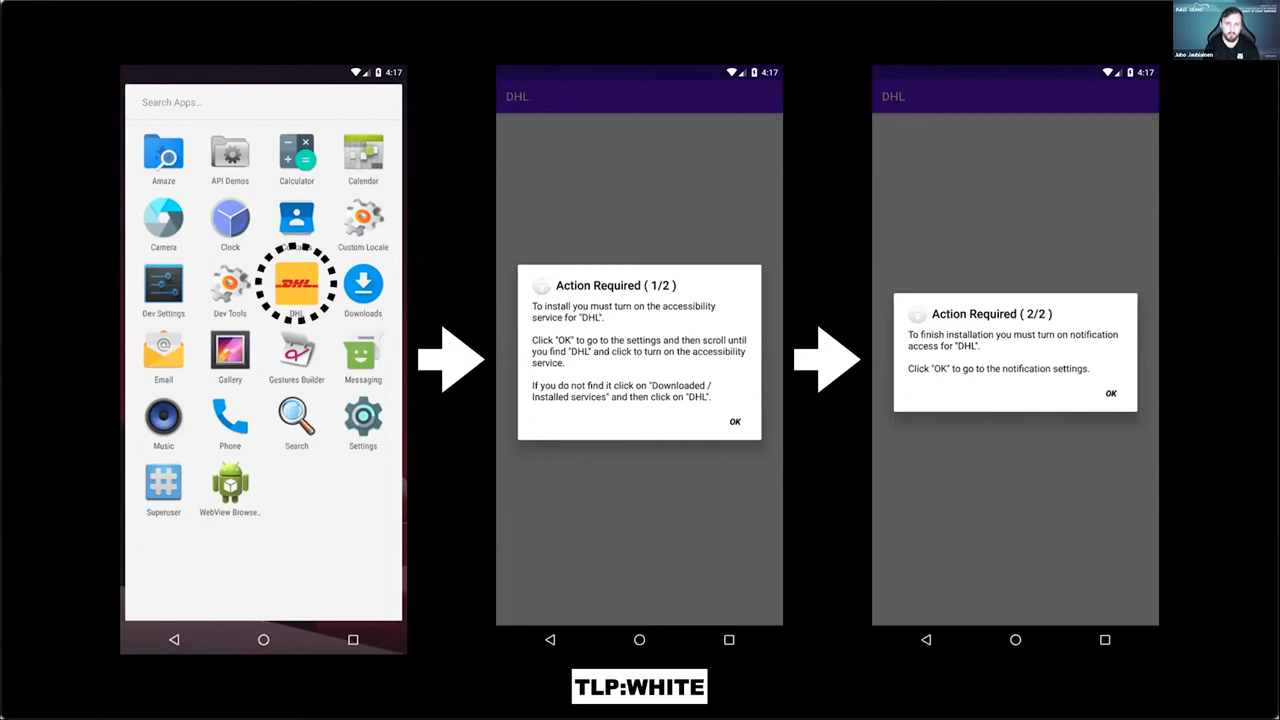 Juho Jauhiainen
4:17
Search Apps...
Amaze
API Demos
Calculator
Calendar
Camera
Clock
Custom Locale
Dev Settings
Dev Tools
DHL
DHL
Downloads
Email
Gallery
Gestures Builder
Messaging
Music
Phone
Search
Settings
Superuser
WebView Browse..
4:17
DHL
Action Required ( 1/2 )
To install you must turn on the accessibility
service for "DHL".
Click "OK" to go to the settings and then scroll until
you find "DHL" and click to turn on the accessibility
service.
If you do not find it click on "Downloaded /
Installed services" and then click on "DHL".
OK
4:17
DHL
Action Required ( 2/2 )
To finish installation you must turn on notification
access for "DHL".
Click "OK" to go to the notification settings.
OK
TLP:WHITE